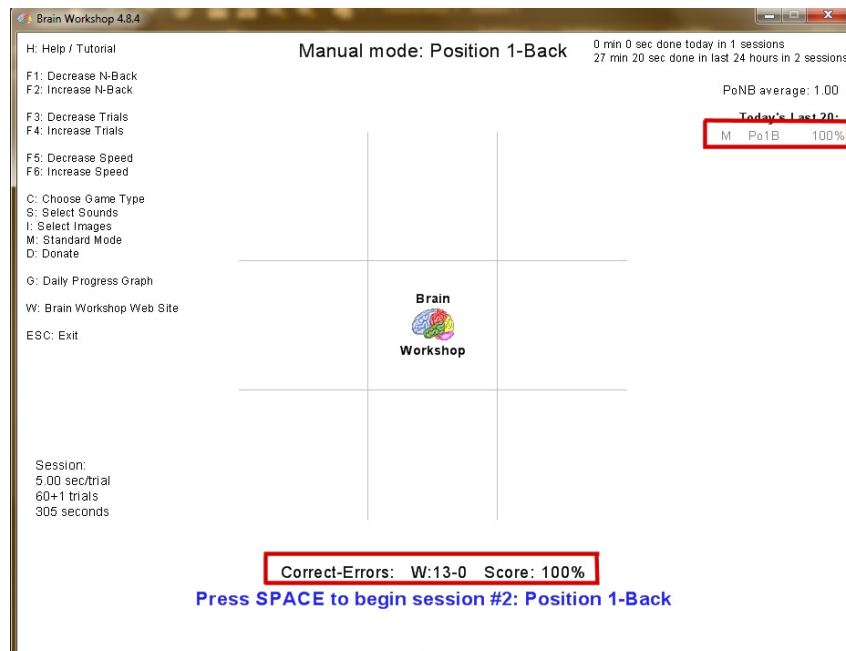 Brain Workshop 4.8.4
H: Help / Tutorial
F1: Decrease N-Back
F2: Increase N-Back
F3: Decrease Trials
F4: Increase Trials
F5: Decrease Speed
F6: Increase Speed
C: Choose Game Type
S: Select Sounds
I: Select Images
M: Standard Mode
D: Donate
G: Daily Progress Graph
W: Brain Workshop Web Site
ESC: Exit
Manual mode: Position 1-Back
0 min 0 sec done today in 1 sessions
27 min 20 sec done in last 24 hours in 2 sessions
PoNB average: 1.00
Today's Last 20:
M Po1B 100%
Brain
Workshop
Session:
5.00 sec/trial
60+1 trials
305 seconds
Correct-Errors: W:13-0 Score: 100%
Press SPACE to begin session #2: Position 1-Back